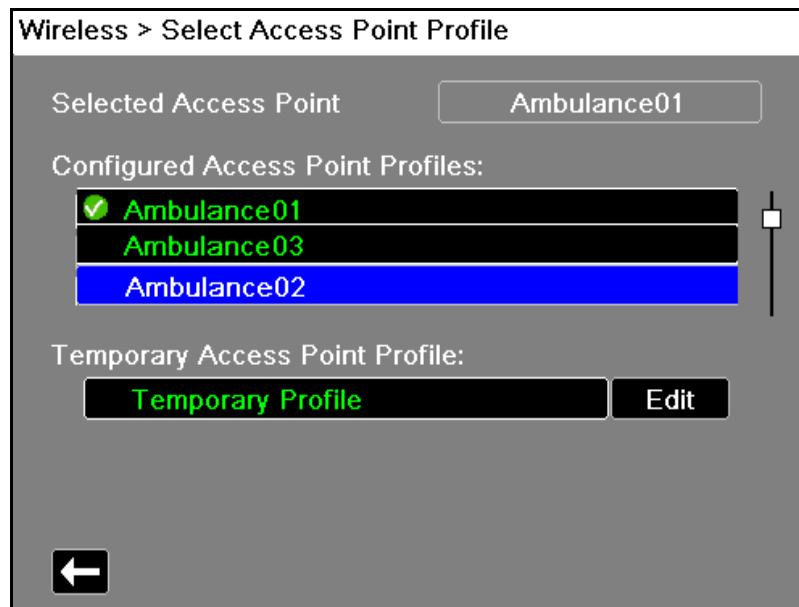 Wireless > Select Access Point Profile
Selected Access Point Ambulance01
Configured Access Point Profiles:
Ambulance01
Ambulance03
Ambulance02
Temporary Access Point Profile:
Temporary Profile Edit